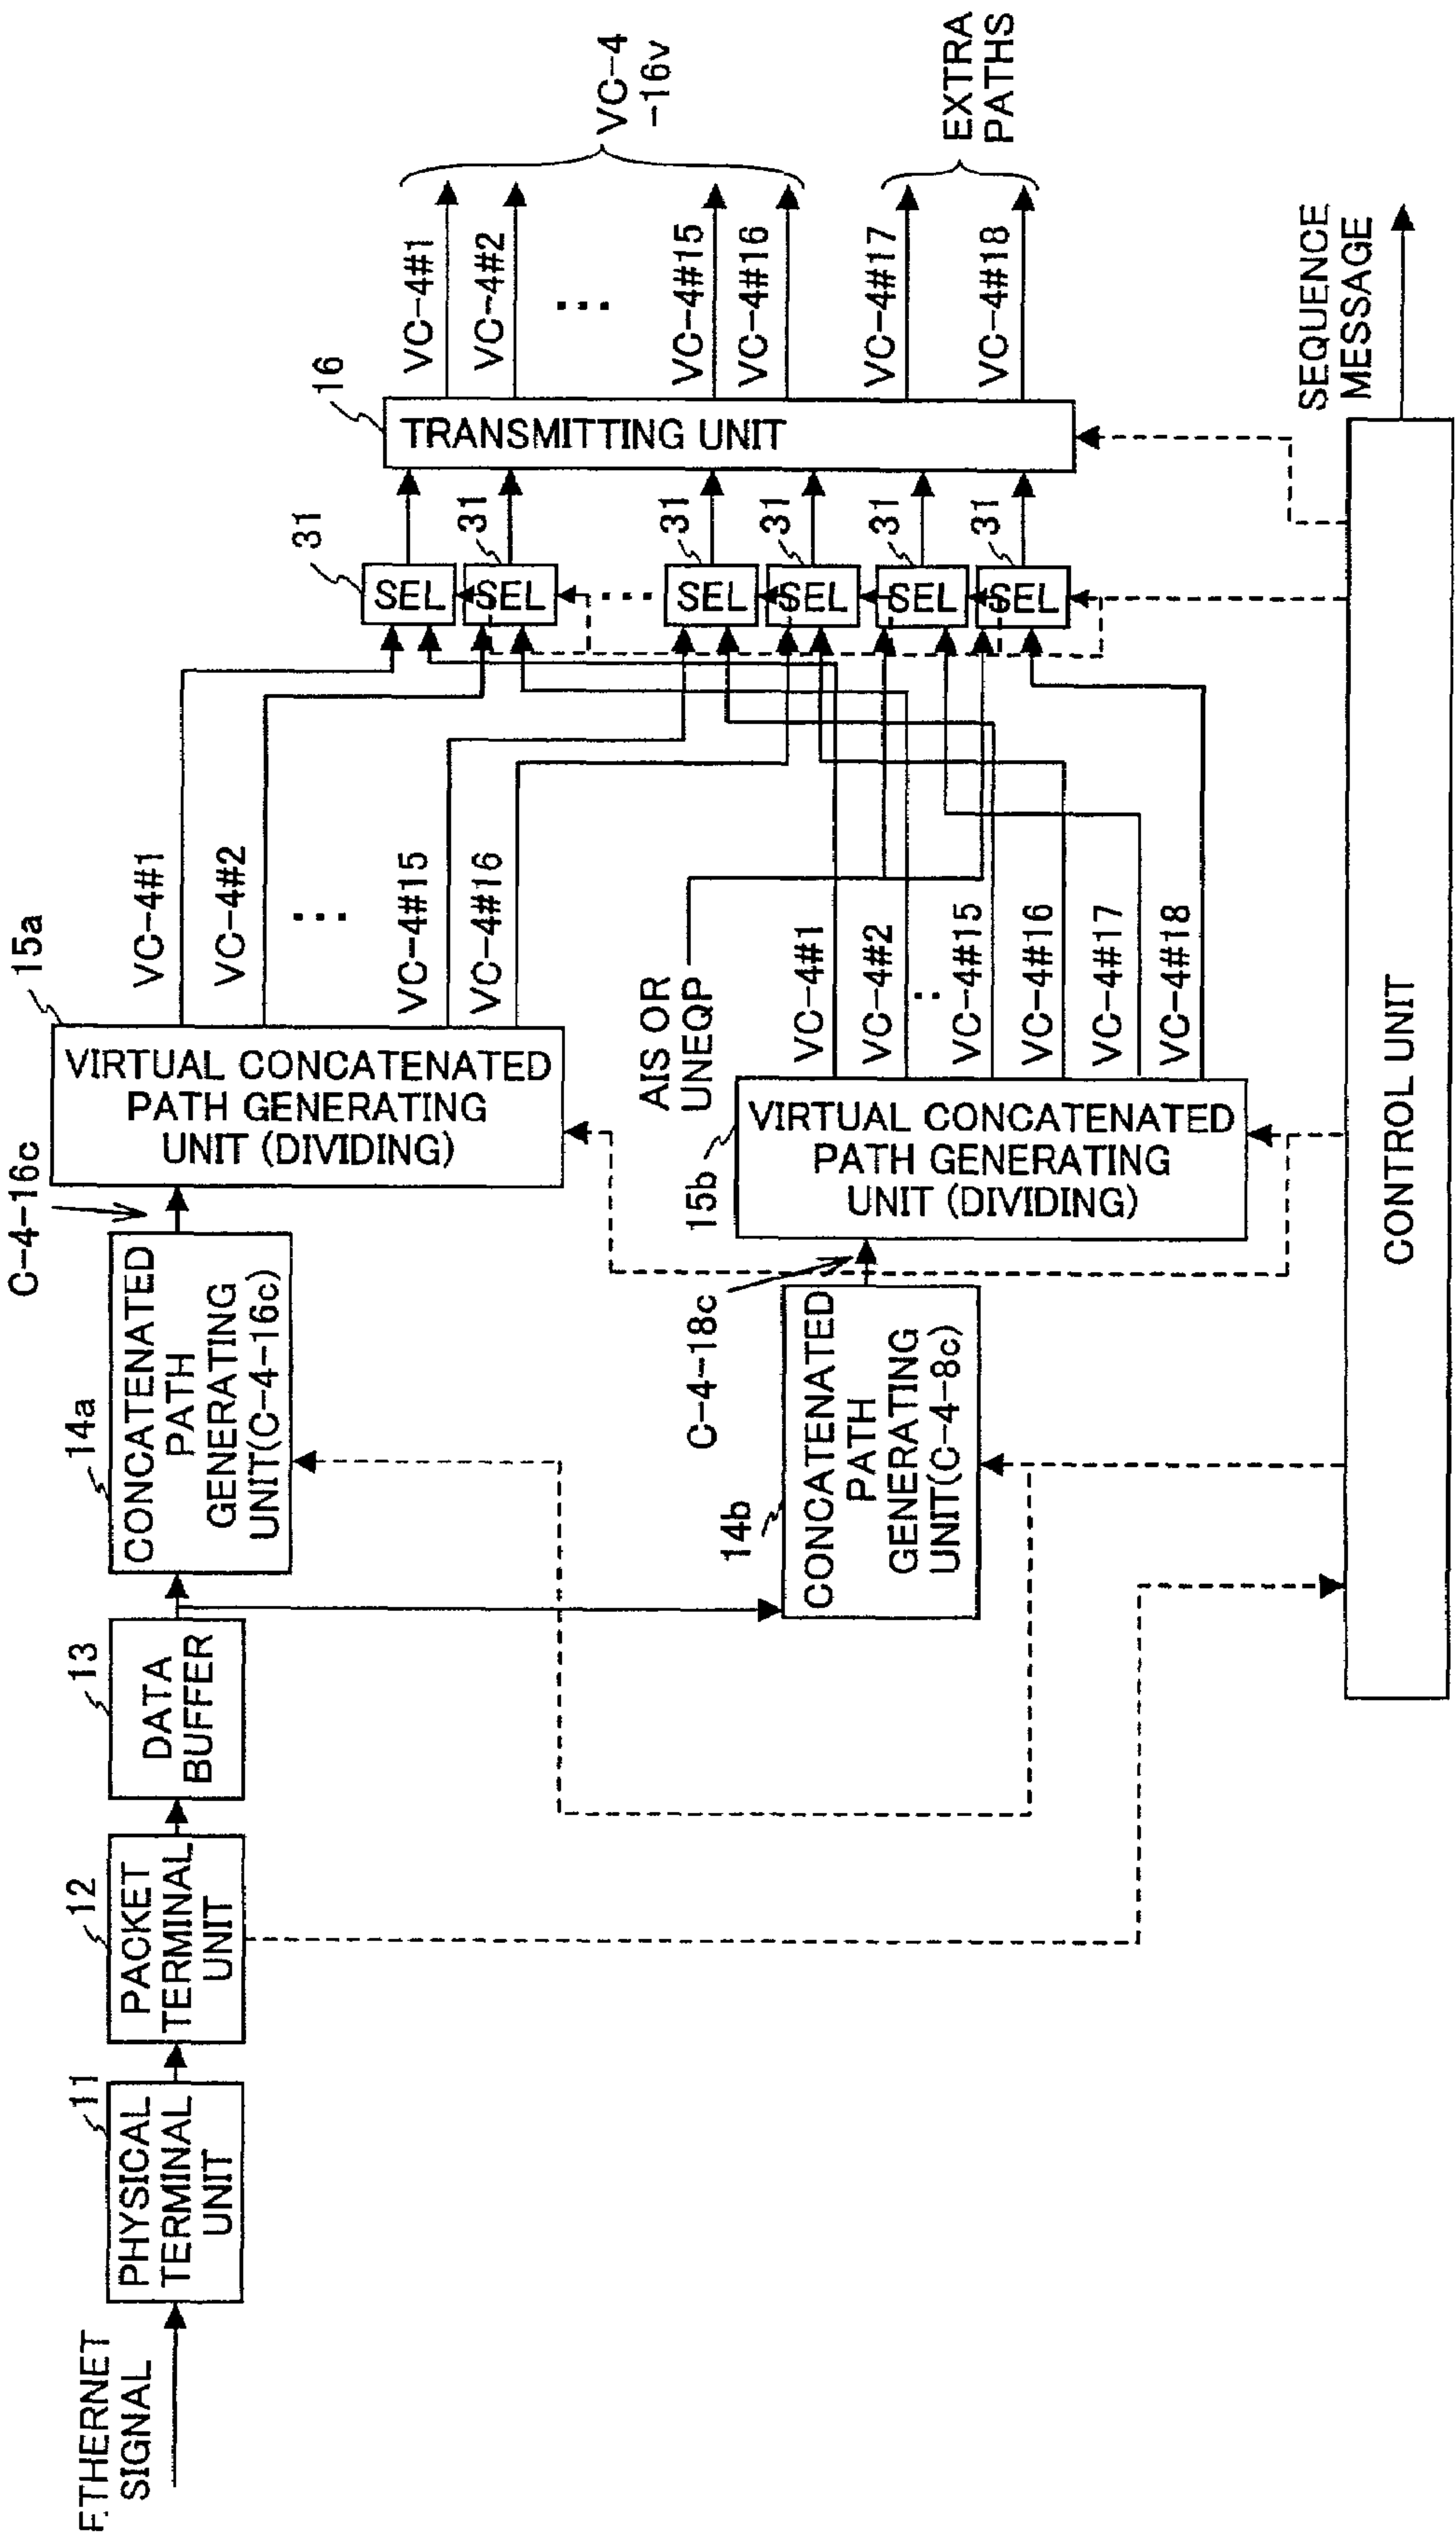 ETHERNET
SIGNAL
11
PHYSICAL
TERMINAL
UNIT
12
PACKET
TERMINAL
UNIT
13
DATA
BUFFER
14a
CONCATENATED
PATH
GENERATING
UNIT(C-4-16c)
C-4-16c
15a
VIRTUAL CONCATENATED
PATH GENERATING
UNIT (DIVIDING)
VC-4#1
VC-4#2
...
VC-4#15
VC-4#16
14b
CONCATENATED
PATH
GENERATING
UNIT(C-4-8c)
C-4-18c
15b
VIRTUAL CONCATENATED
PATH GENERATING
UNIT (DIVIDING)
AIS OR
UNEQP
VC-4#1
VC-4#2
..
VC-4#15
VC-4#16
VC-4#17
VC-4#18
31
SEL
31
SEL
...
31
SEL
31
SEL
31
SEL
31
SEL
16
TRANSMITTING UNIT
VC-4#1
VC-4#2
...
VC-4#15
VC-4#16
VC-4#17
VC-4#18
VC-4
-16v
EXTRA
PATHS
CONTROL UNIT
SEQUENCE
MESSAGE